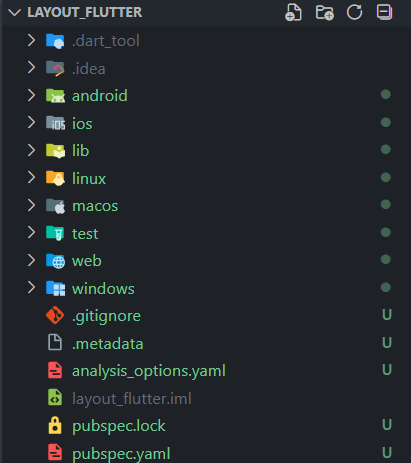 LAYOUT_FLUTTER
.dart_tool
.idea
android
iOS ios
lib
linux
macos
test
web
windows
.gitignore U
.metadata U
analysis_options.yaml U
layout_flutter.iml
pubspec.lock U
pubspec.yaml U